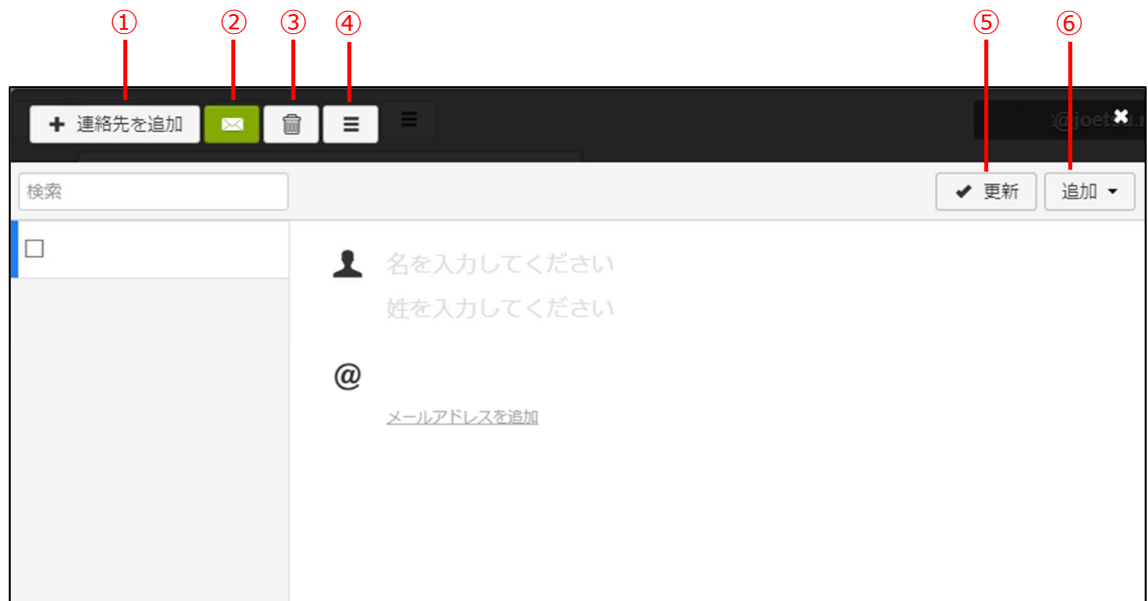 ① ② ③ ④ ⑤ ⑥
連絡先を追加
検索
更新 追加
名を入力してください
姓を入力してください
@
メールアドレスを追加